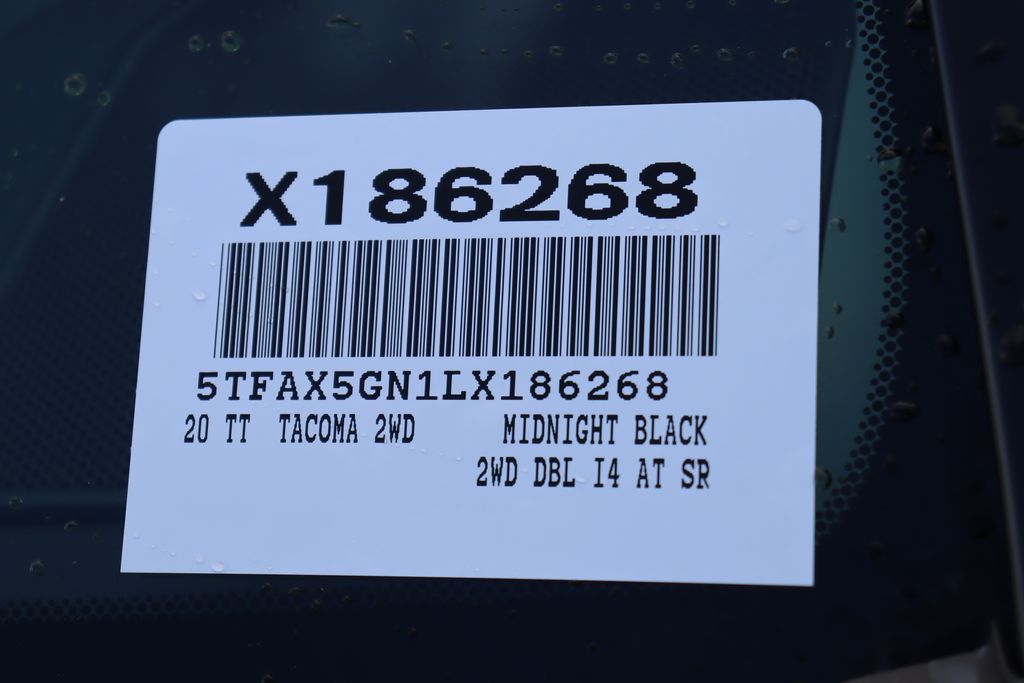 X186268
5TFAX5GN1LX186268
20 TT TACOMA 2WD MIDNIGHT BLACK
2WD DBL I4 AT SR